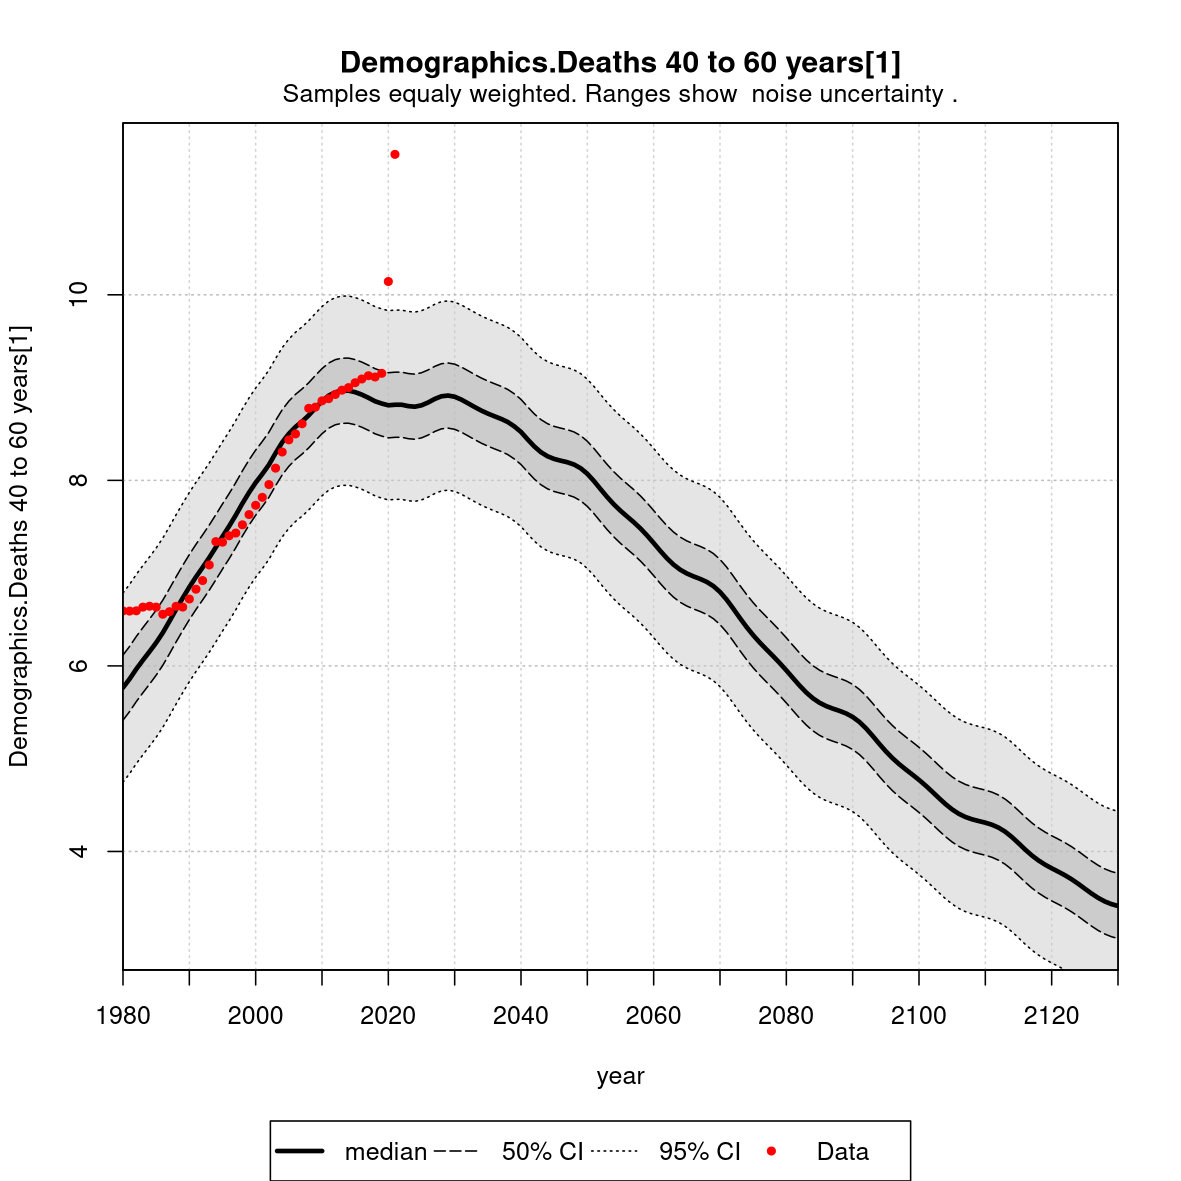 Demographics.Deaths 40 to 60 years[1]
Samples equaly weighted. Ranges show  noise uncertainty .
Demographics.Deaths 40 to 60 years[1]
10
8
6
4
1980 2000 2020 2040 2060 2080 2100 2120
year
median 50% CI 95% CI Data